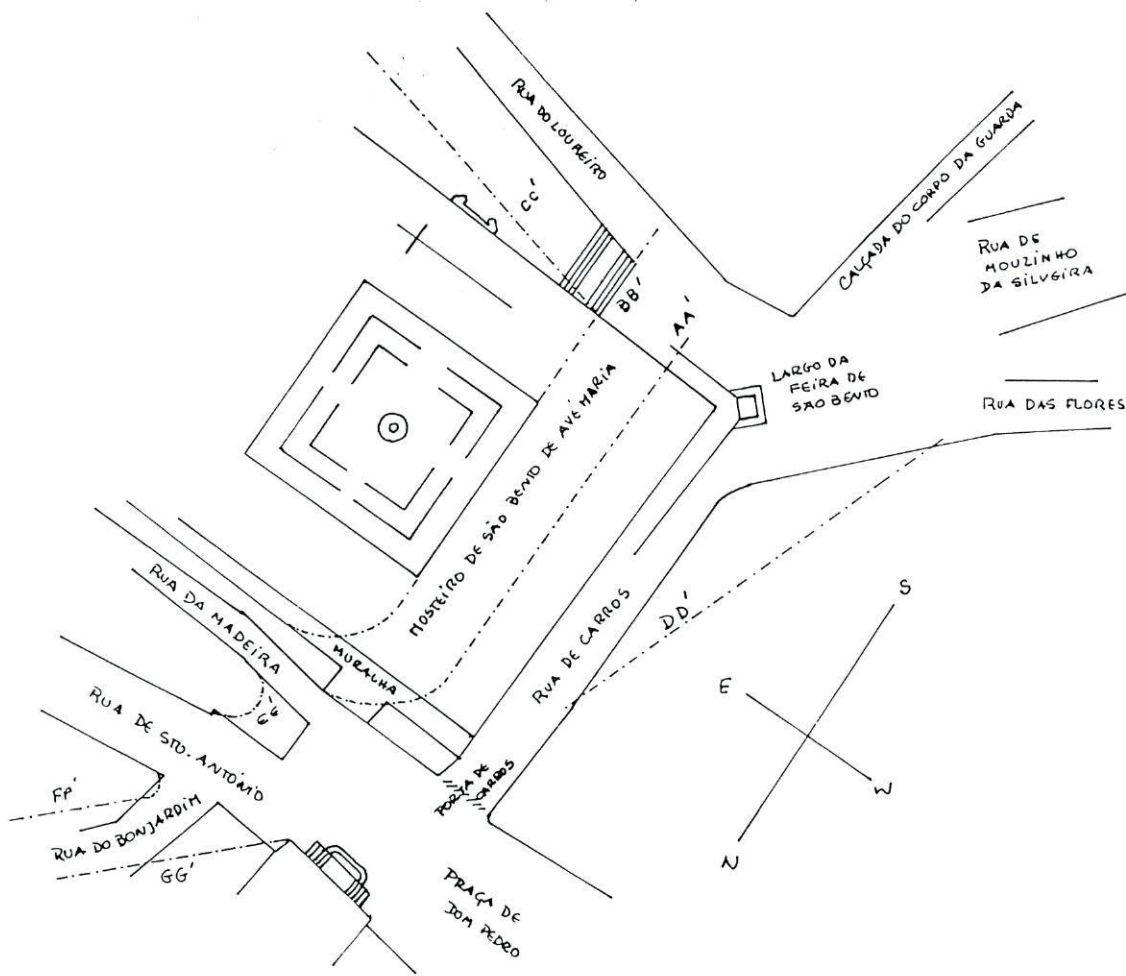 RUA DO LOUREIRO
CC'
BB'
AA'
CALÇADA DO CORPO DA GUARDA
RUA DE
MOUZINHO
DA SILVEIRA
LARGO DA
FEIRA DE
SÃO BENTO
RUA DAS FLORES
MOSTEIRO DE SÃO BENTO DE AVÉ MARIA
RUA DE CARROS
DD'
S
E
W
N
RUA DA MADEIRA
MURALHA
RUA DE STO. ANTÓNIO
PORTA DE
CARROS
FF'
RUA DO BONJARDIM
GG'
PRAÇA DE
DOM PEDRO